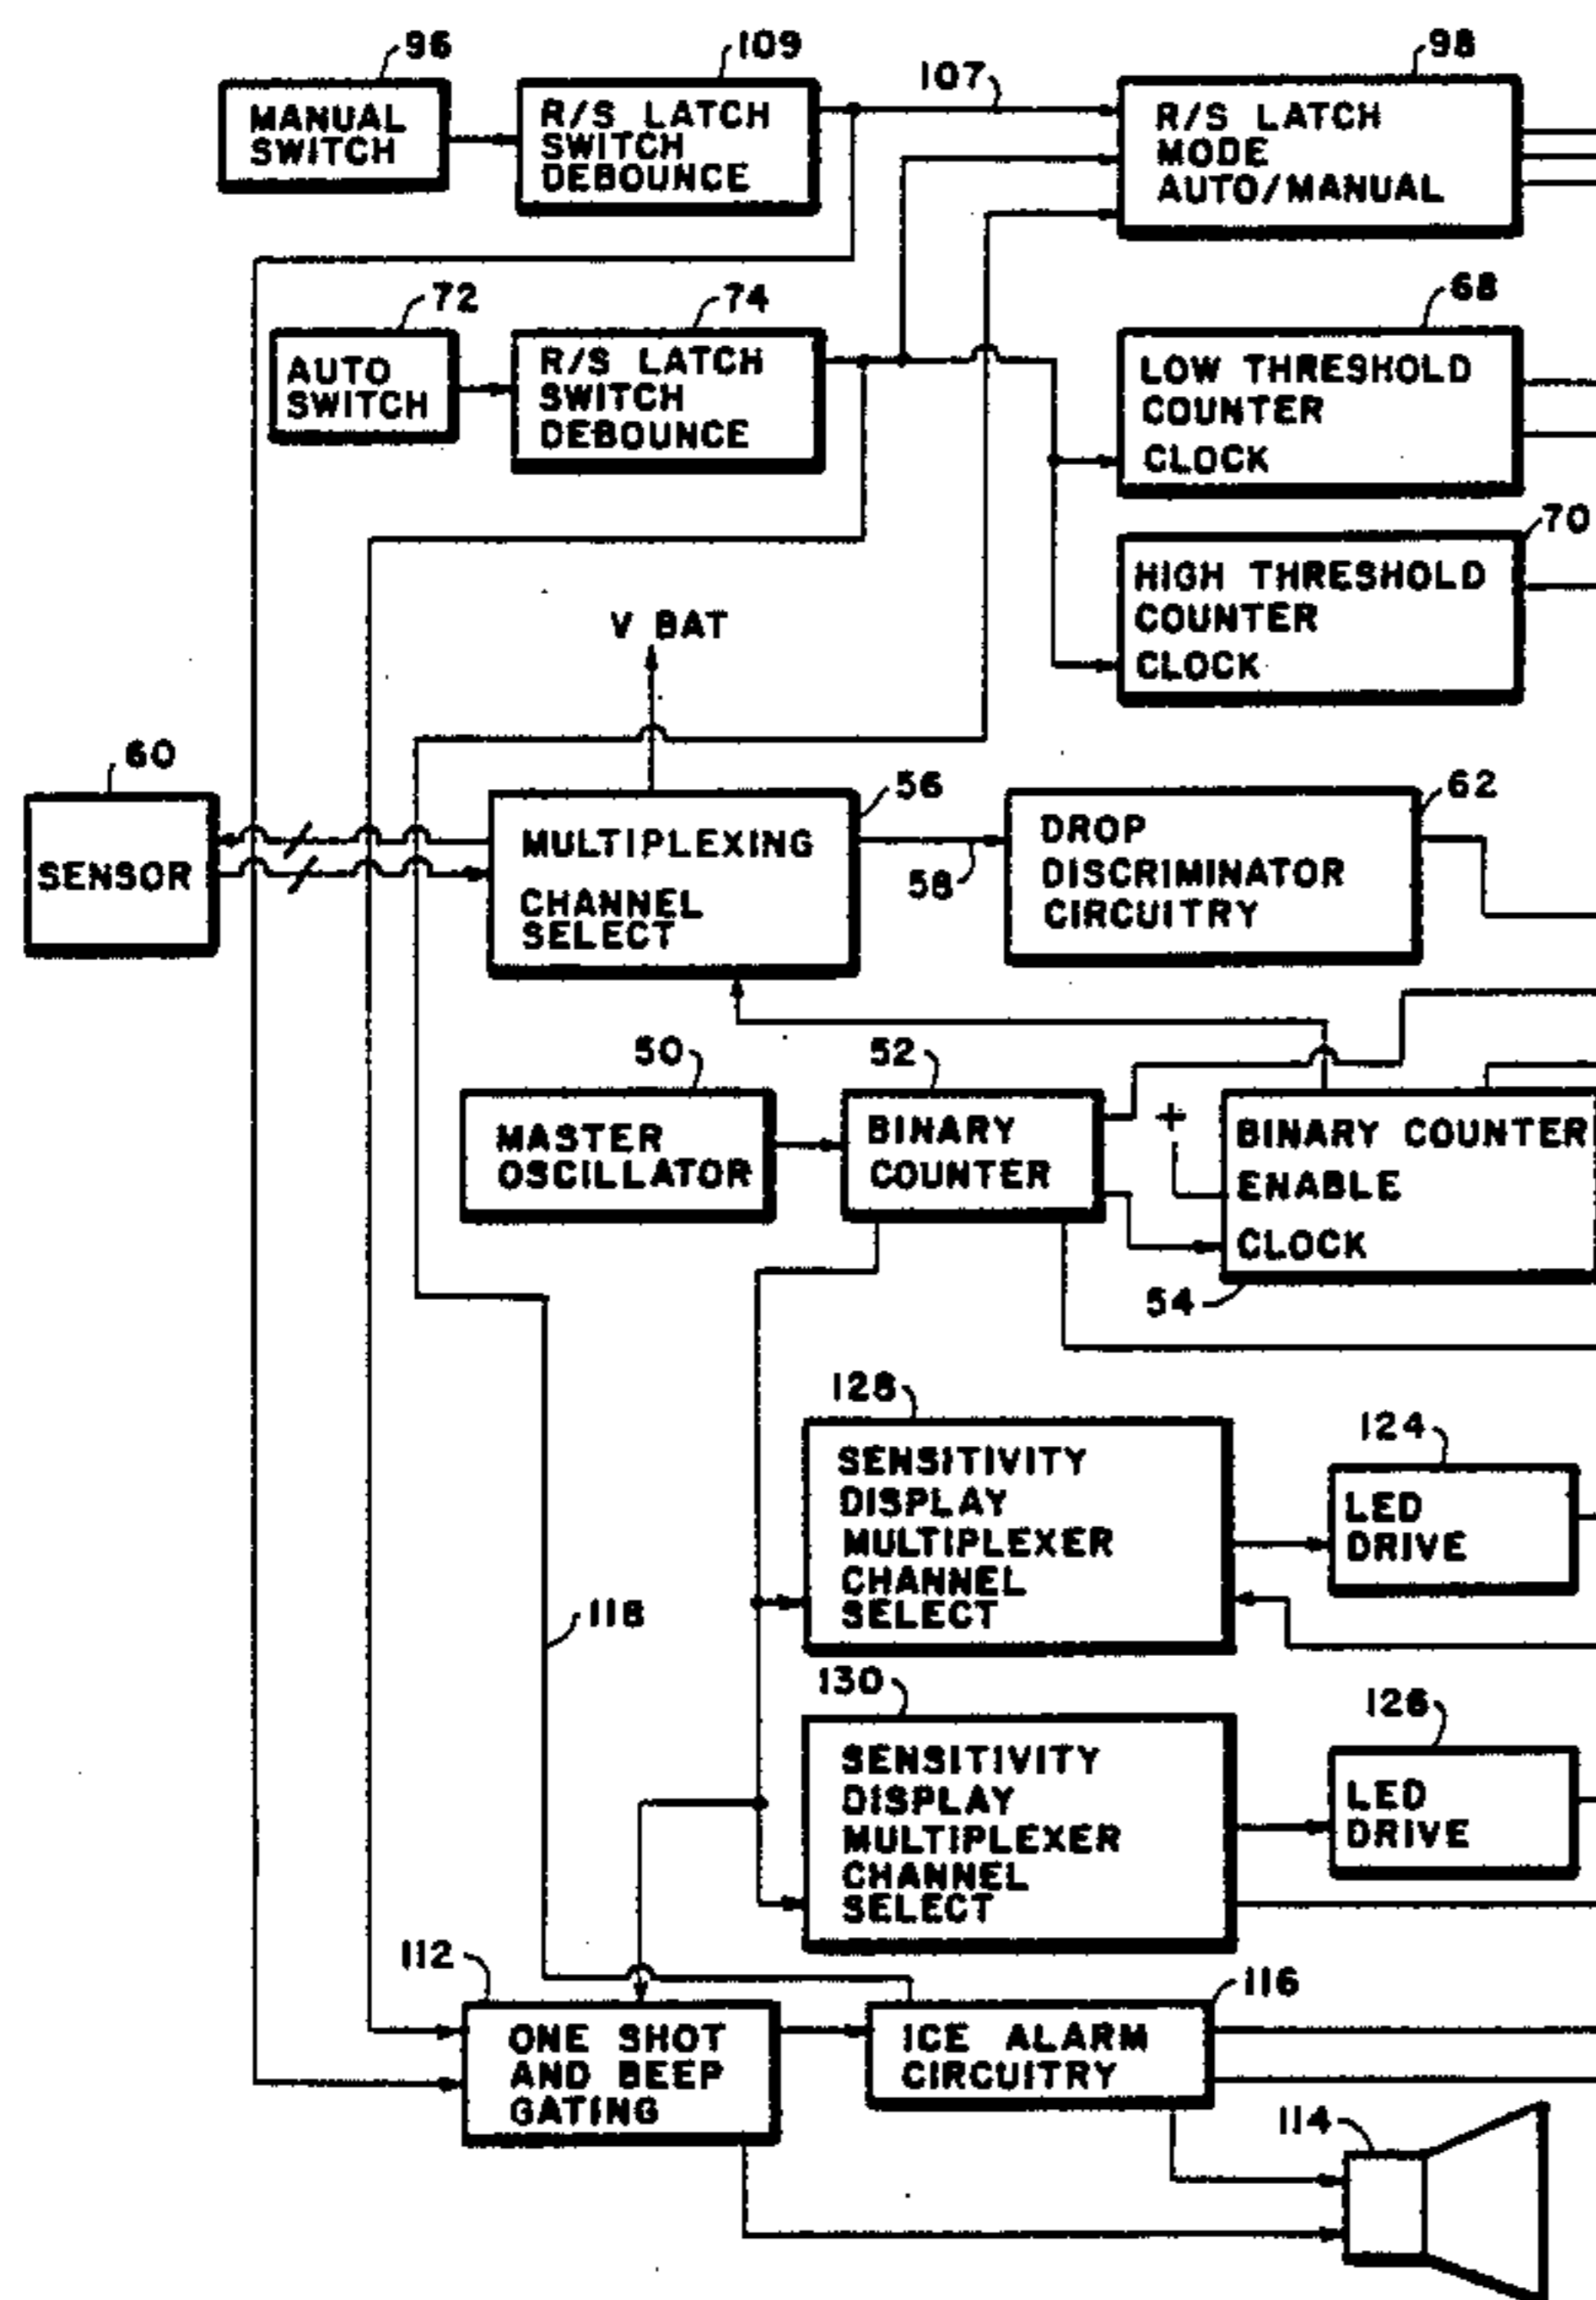 96
MANUAL
SWITCH
109
R/S LATCH
SWITCH
DEBOUNCE
107
98
R/S LATCH
MODE
AUTO/MANUAL
72
AUTO
SWITCH
74
R/S LATCH
SWITCH
DEBOUNCE
68
LOW THRESHOLD
COUNTER
CLOCK
70
HIGH THRESHOLD
COUNTER
CLOCK
V BAT
60
SENSOR
56
MULTIPLEXING
CHANNEL
SELECT
58
62
DROP
DISCRIMINATOR
CIRCUITRY
50
MASTER
OSCILLATOR
52
BINARY
COUNTER
+
BINARY COUNTER
ENABLE
CLOCK
54
128
SENSITIVITY
DISPLAY
MULTIPLEXER
CHANNEL
SELECT
124
LED
DRIVE
118
130
SENSITIVITY
DISPLAY
MULTIPLEXER
CHANNEL
SELECT
126
LED
DRIVE
112
ONE SHOT
AND BEEP
GATING
116
ICE ALARM
CIRCUITRY
114